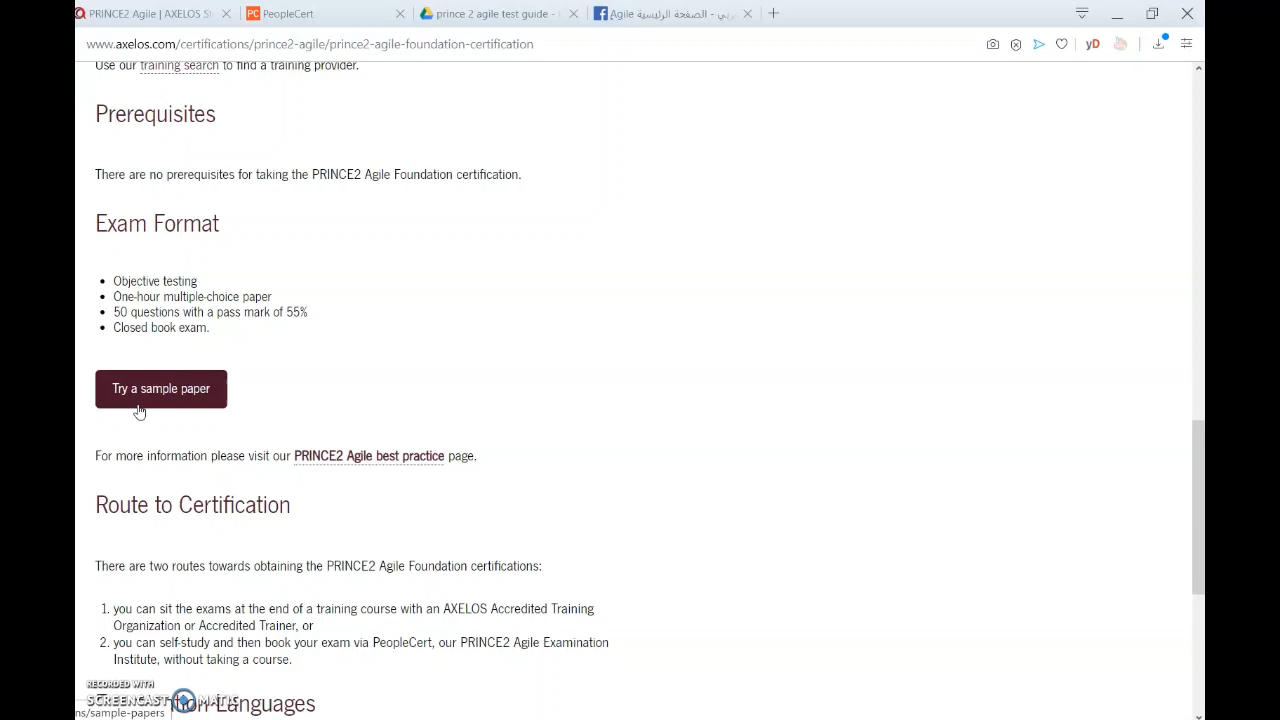 PRINCE2 Agile | AXELOS St
PeopleCert
prince 2 agile test guide -
Agile بي - الصفحة الرئيسية
www.axelos.com/certifications/prince2-agile/prince2-agile-foundation-certification
yD
Use our training search to find a training provider.
Prerequisites
There are no prerequisites for taking the PRINCE2 Agile Foundation certification.
Exam Format
• Objective testing
• One-hour multiple-choice paper
• 50 questions with a pass mark of 55%
• Closed book exam.
Try a sample paper
For more information please visit our PRINCE2 Agile best practice page.
Route to Certification
There are two routes towards obtaining the PRINCE2 Agile Foundation certifications:
1. you can sit the exams at the end of a training course with an AXELOS Accredited Training
Organization or Accredited Trainer, or
2. you can self-study and then book your exam via PeopleCert, our PRINCE2 Agile Examination
Institute, without taking a course.
RECORDED WITH
SCREENCAST MATIC
Languages
ns/sample-papers